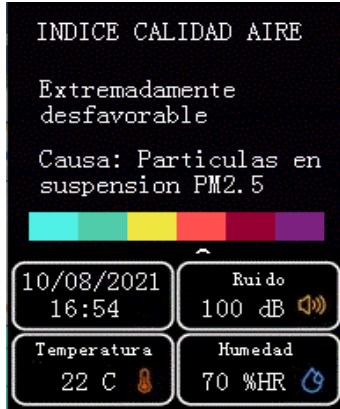 INDICE CALIDAD AIRE
Extremadamente
desfavorable
Causa: Particulas en
suspension PM2.5
10/08/2021
16:54
Ruido
100 dB
Temperatura
22 C
Humedad
70 %HR